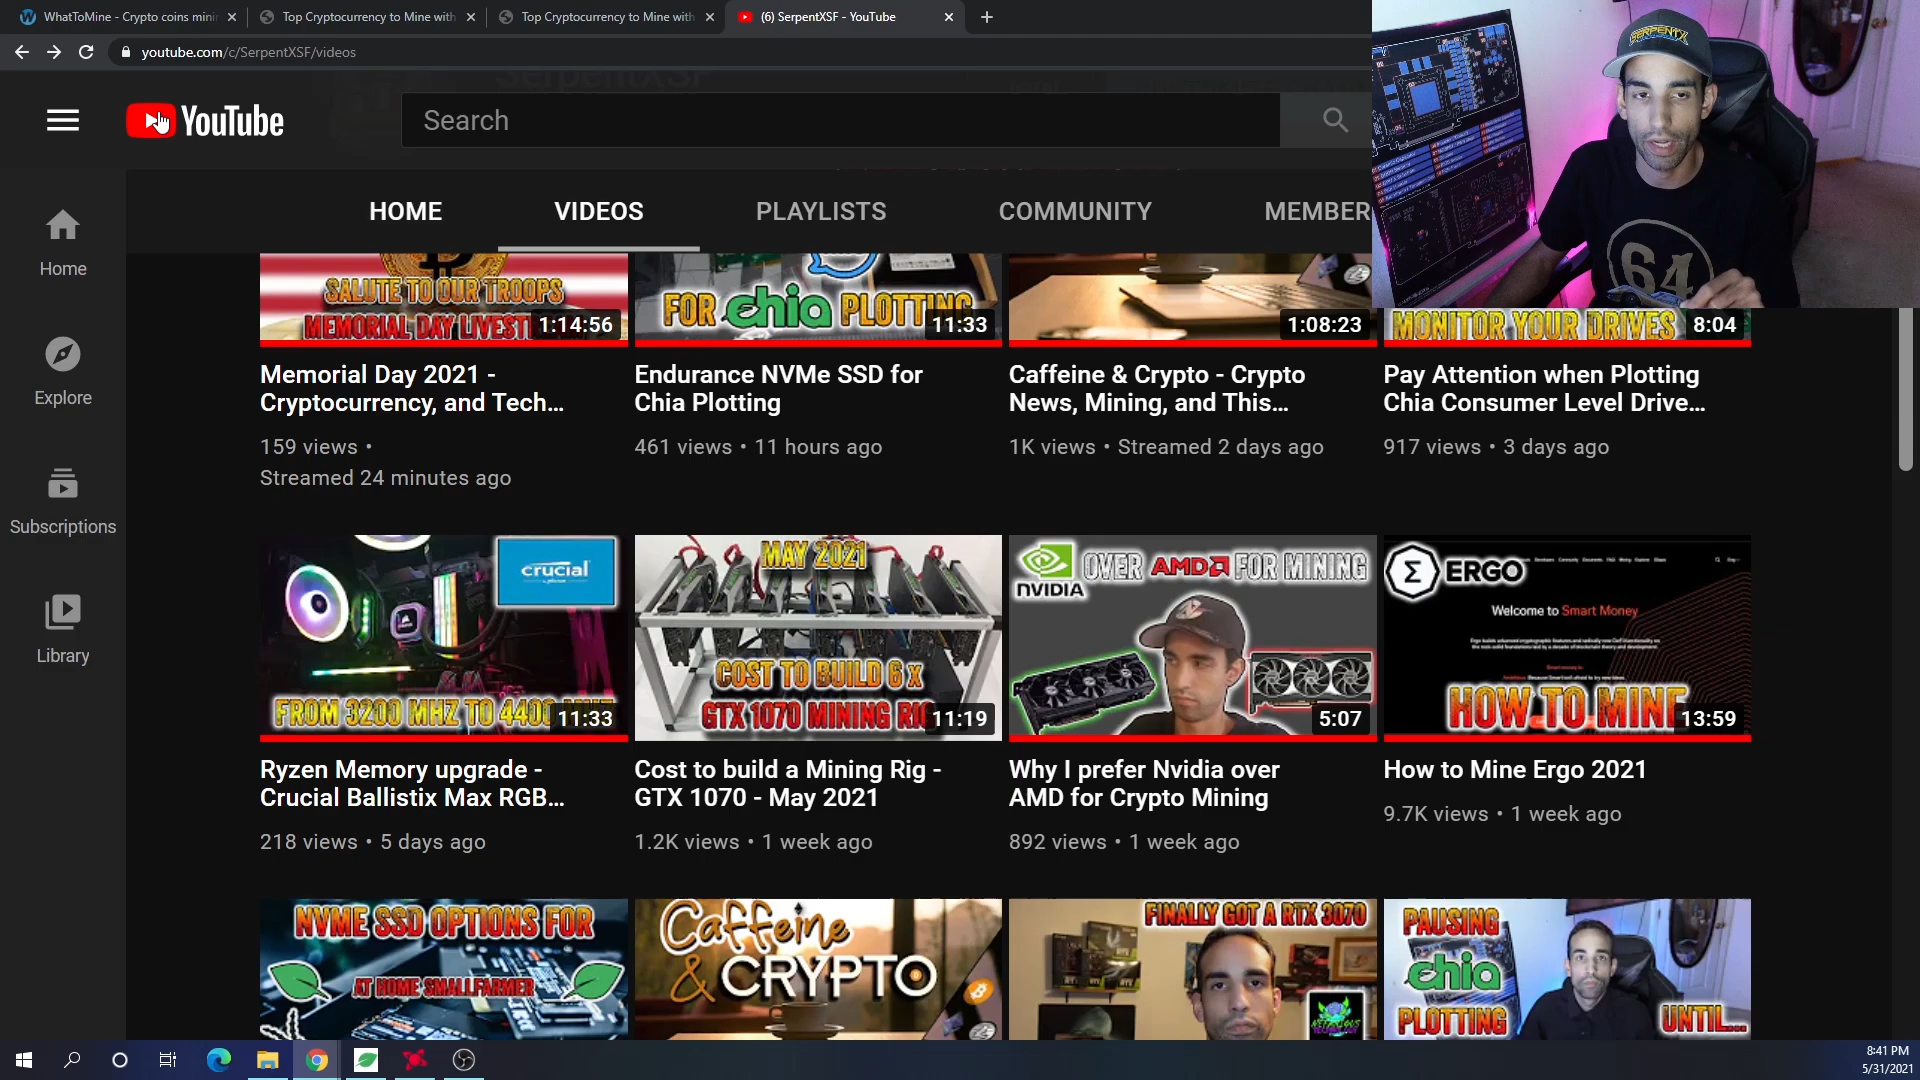 WhatToMine - Crypto coins mini
Top Cryptocurrency to Mine with
Top Cryptocurrency to Mine with
(6) SerpentXSF - YouTube
youtube.com/c/SerpentXSF/videos
SERPENTX
64
YouTube
Search
HOME
VIDEOS
PLAYLISTS
COMMUNITY
MEMBER
Home
Explore
Subscriptions
Library
SALUTE TO OUR TROOPS
MEMORIAL DAY LIVEST
1:14:56
FOR chia PLOTTING
11:33
1:08:23
MONITOR YOUR DRIVES
8:04
Memorial Day 2021 -
Cryptocurrency, and Tech...
159 views •
Streamed 24 minutes ago
Endurance NVMe SSD for
Chia Plotting
461 views • 11 hours ago
Caffeine & Crypto - Crypto
News, Mining, and This...
1K views • Streamed 2 days ago
Pay Attention when Plotting
Chia Consumer Level Drive...
917 views • 3 days ago
crucial
FROM 3200 MHZ TO 4400
11:33
MAY 2021
COST TO BUILD 6 X
GTX 1070 MINING RIG
11:19
NVIDIA OVER AMD FOR MINING
5:07
ERGO
Welcome to Smart Money
HOW TO MINE
13:59
Ryzen Memory upgrade -
Crucial Ballistix Max RGB...
218 views • 5 days ago
Cost to build a Mining Rig -
GTX 1070 - May 2021
1.2K views • 1 week ago
Why I prefer Nvidia over
AMD for Crypto Mining
892 views • 1 week ago
How to Mine Ergo 2021
9.7K views • 1 week ago
NVME SSD OPTIONS FOR
AT HOME SMALLFARMER
Caffeine
& CRYPTO
FINALLY GOT A RTX 3070
PAUSING
chia
PLOTTING
UNTIL...
8:41 PM
5/31/2021